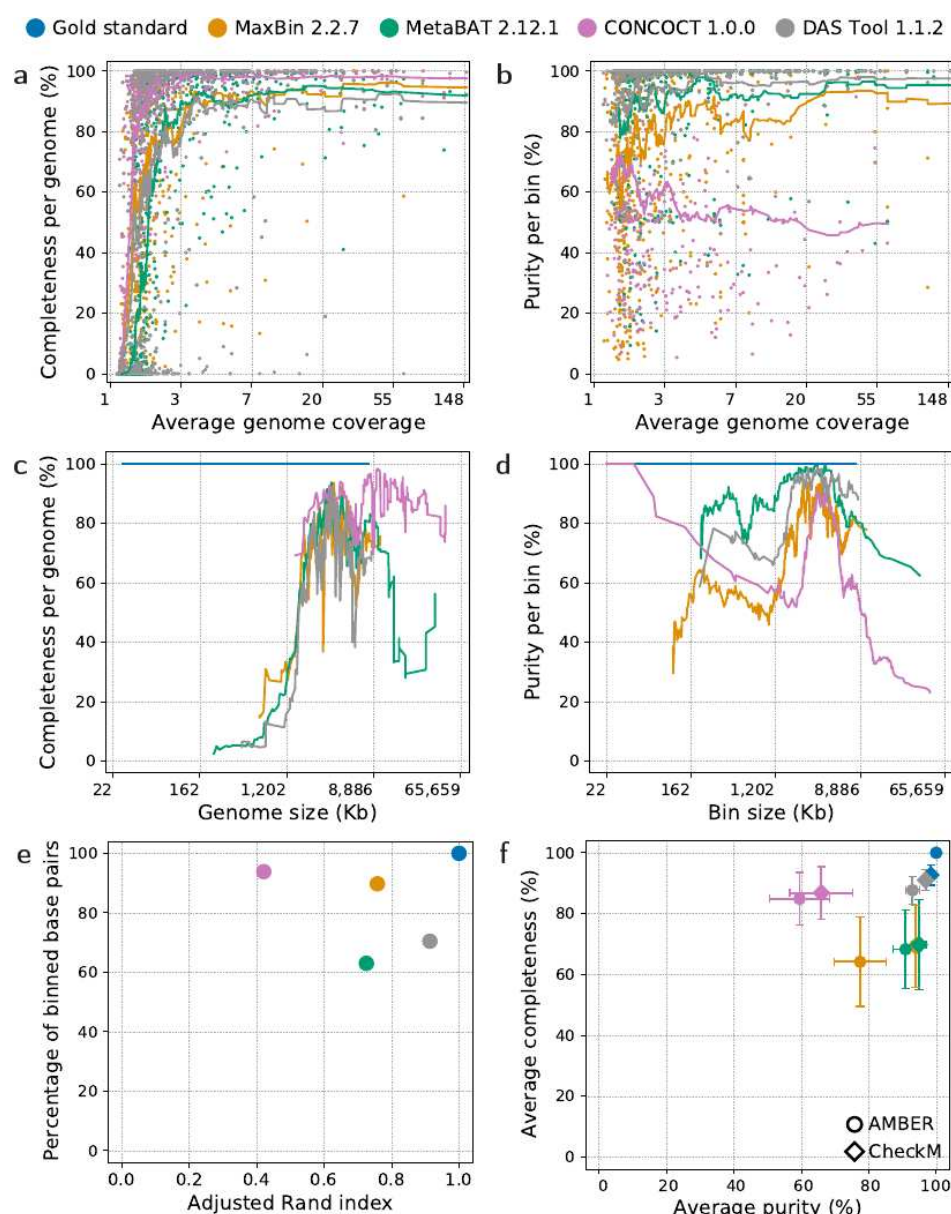 Gold standard MaxBin 2.2.7 MetaBAT 2.12.1 CONCOCT 1.0.0 DAS Tool 1.1.2
a
Completeness per genome (%)
100
80
60
40
20
0
1 3 7 20 55 148
Average genome coverage
b
Purity per bin (%)
100
80
60
40
20
0
1 3 7 20 55 148
Average genome coverage
c
Completeness per genome (%)
100
80
60
40
20
0
22 162 1,202 8,886 65,659
Genome size (Kb)
d
Purity per bin (%)
100
80
60
40
20
0
22 162 1,202 8,886 65,659
Bin size (Kb)
e
Percentage of binned base pairs
100
80
60
40
20
0
0.0 0.2 0.4 0.6 0.8 1.0
Adjusted Rand index
f
Average completeness (%)
100
80
60
40
20
0
AMBER
CheckM
0 20 40 60 80 100
Average purity (%)